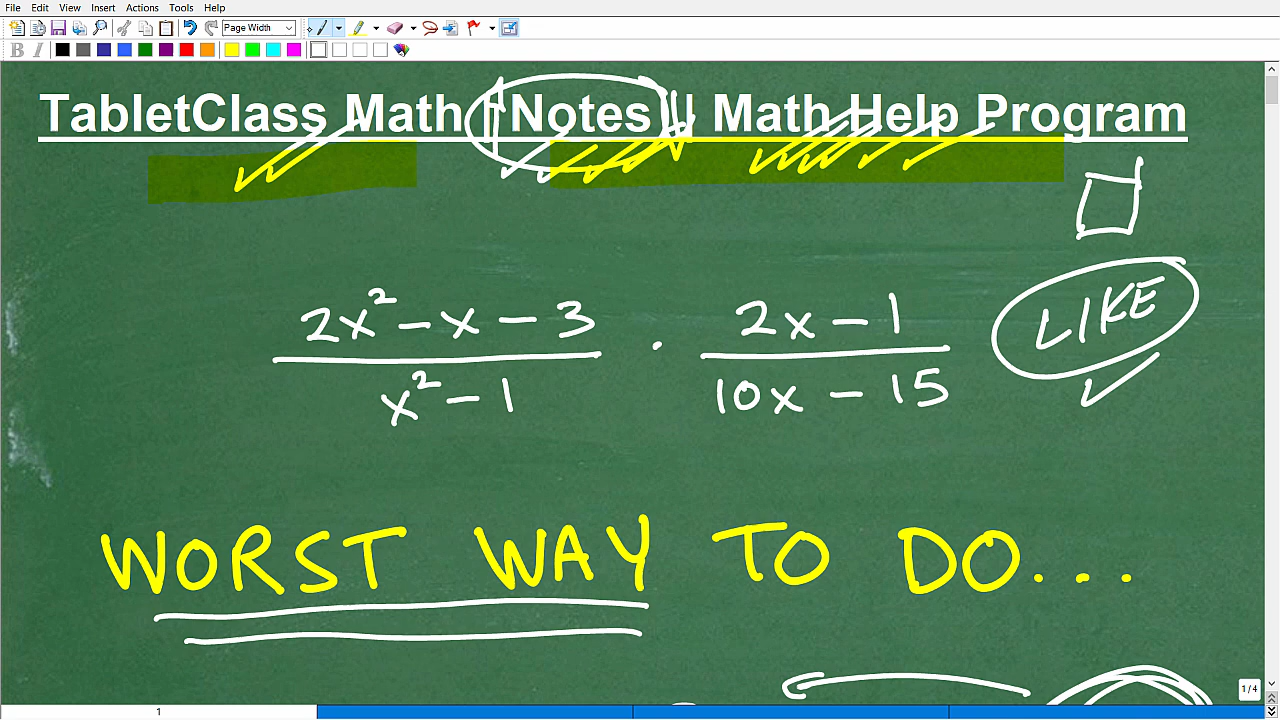 File Edit View Insert Actions Tools Help
Page Width
B I
TabletClass Math ||Notes|| Math Help Program
2x² - x - 3
x² - 1
·
2x - 1
10x - 15
LIKE
WORST WAY TO DO...
1/4
1